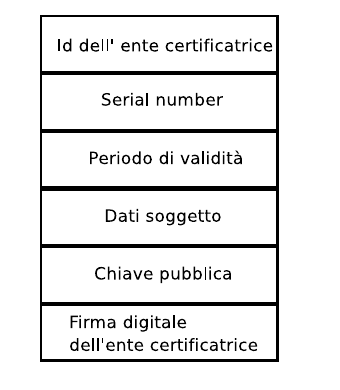 Id dell' ente certificatrice
Serial number
Periodo di validità
Dati soggetto
Chiave pubblica
Firma digitale
dell'ente certificatrice